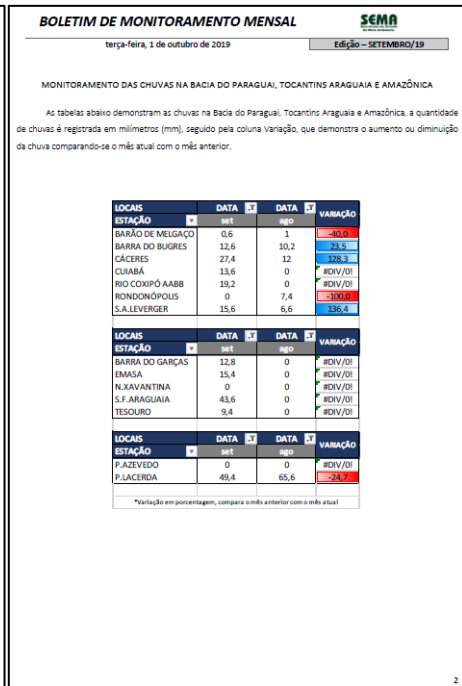 BOLETIM DE MONITORAMENTO MENSAL
SEMA
terça-feira, 1 de outubro de 2019
Edição – SETEMBRO/19
MONITORAMENTO DAS CHUVAS NA BACIA DO PARAGUAI, TOCANTINS ARAGUAIA E AMAZÔNICA
As tabelas abaixo demonstram as chuvas na Bacia do Paraguai, Tocantins Araguaia e Amazônica, a quantidade
de chuvas é registrada em milímetros (mm), seguido pela coluna Variação, que demonstra o aumento ou diminuição
da chuva comparando-se o mês atual com o mês anterior.
LOCAIS DATA DATA VARIAÇÃO
ESTAÇÃO set ago
BARÃO DE MELGAÇO 0,6 1 -40,0
BARRA DO BUGRES 12,6 10,2 23,5
CÁCERES 27,4 12 128,3
CUIABÁ 13,6 0 #DIV/0!
RIO COXIPÓ AABB 19,2 0 #DIV/0!
RONDONÓPOLIS 0 7,4 -100,0
S.A.LEVERGER 15,6 6,6 136,4
LOCAIS DATA DATA VARIAÇÃO
ESTAÇÃO set ago
BARRA DO GARÇAS 12,8 0 #DIV/0!
EMASA 15,4 0 #DIV/0!
N.XAVANTINA 0 0 #DIV/0!
S.F.ARAGUAIA 43,6 0 #DIV/0!
TESOURO 9,4 0 #DIV/0!
LOCAIS DATA DATA VARIAÇÃO
ESTAÇÃO set ago
P.AZEVEDO 0 0 #DIV/0!
P.LACERDA 49,4 65,6 -24,7
*Variação em porcentagem, compara o mês anterior com o mês atual
2